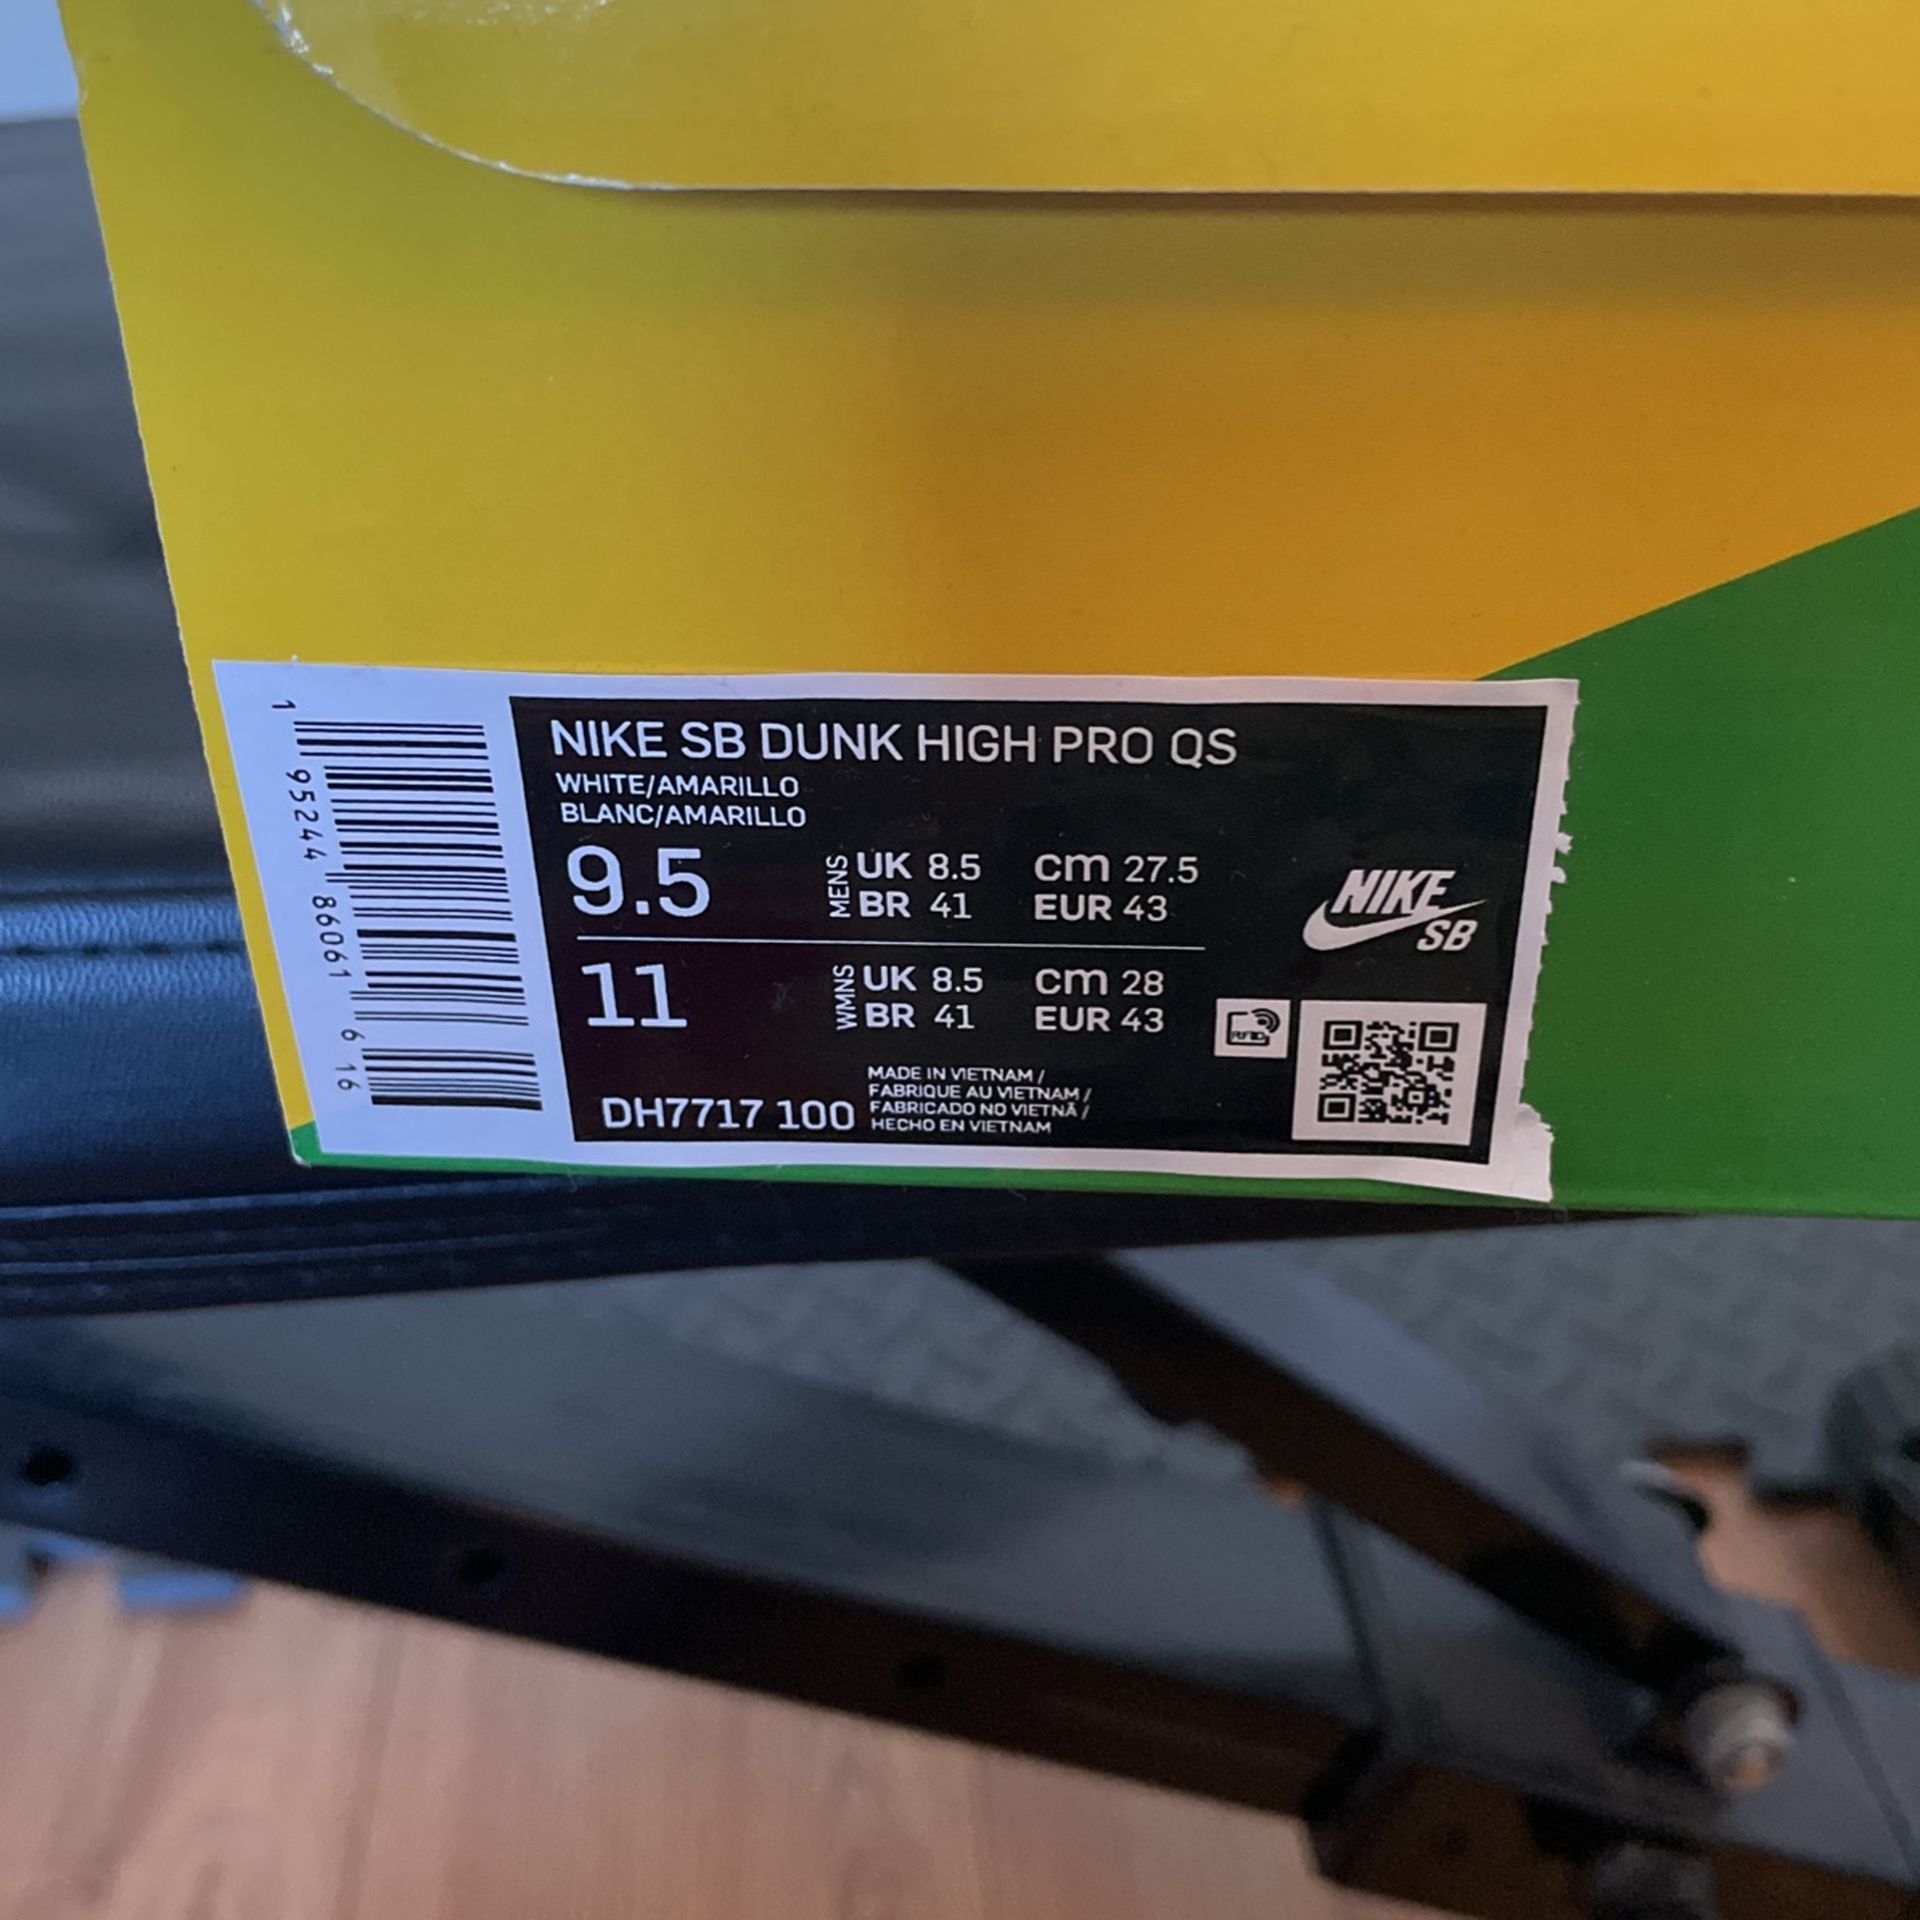 NIKE SB DUNK HIGH PRO QS
WHITE/AMARILLO
BLANC/AMARILLO
9.5 MENS UK 8.5 cm 27.5
BR 41 EUR 43
11 WMNS UK 8.5 cm 28
BR 41 EUR 43
NIKE
SB
RFID
DH7717 100
MADE IN VIETNAM /
FABRIQUE AU VIETNAM /
FABRICADO NO VIETNÃ /
HECHO EN VIETNAM
1 95244 86061 6 16